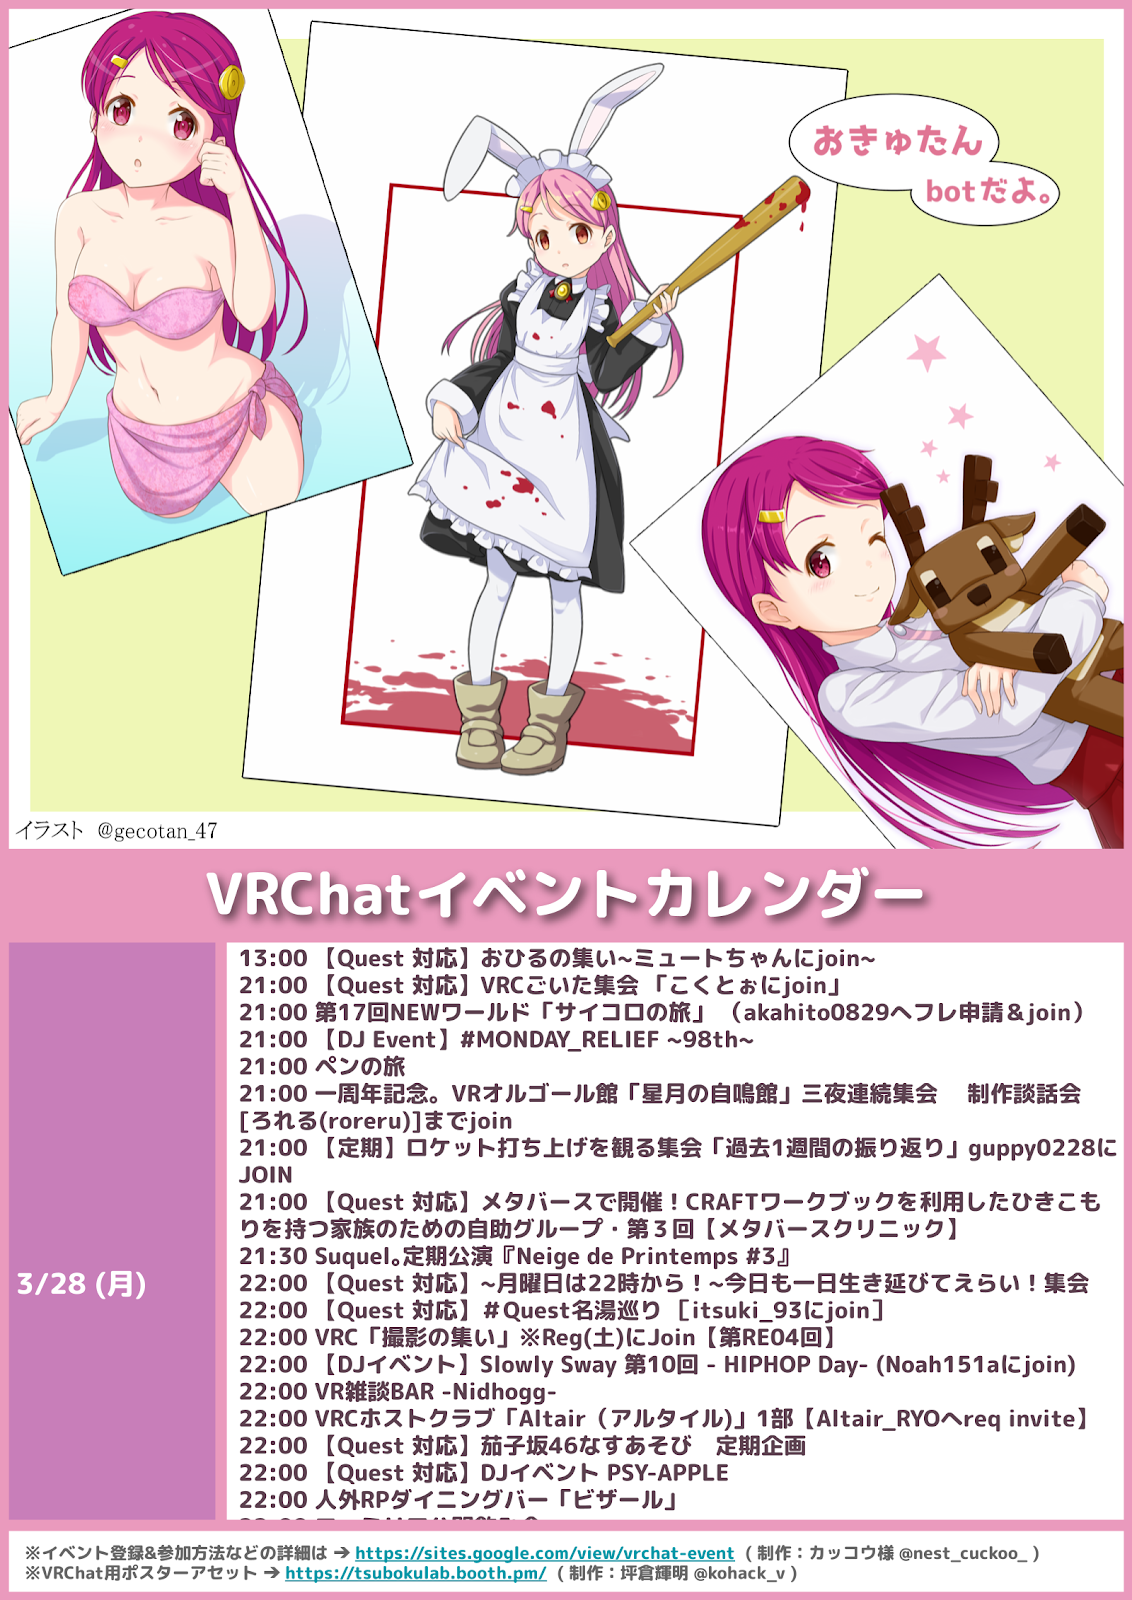 おきゅたん
botだよ。
イラスト @gecotan_47
VRChatイベントカレンダー
3/28 (月)
13:00 【Quest 対応】おひるの集い~ミュートちゃんにjoin~
21:00 【Quest 対応】VRCごいた集会 「こくとぉにjoin」
21:00 第17回NEWワールド「サイコロの旅」 （akahito0829へフレ申請＆join）
21:00 【DJ Event】#MONDAY_RELIEF ~98th~
21:00 ペンの旅
21:00 一周年記念。VRオルゴール館「星月の自鳴館」三夜連続集会　制作談話会
[ろれる(roreru)]までjoin
21:00 【定期】ロケット打ち上げを観る集会「過去1週間の振り返り」guppy0228に
JOIN
21:00 【Quest 対応】メタバースで開催！CRAFTワークブックを利用したひきこも
りを持つ家族のための自助グループ・第３回【メタバースクリニック】
21:30 Suquel｡定期公演『Neige de Printemps #3』
22:00 【Quest 対応】~月曜日は22時から！~今日も一日生き延びてえらい！集会
22:00 【Quest 対応】＃Quest名湯巡り ［itsuki_93にjoin］
22:00 VRC「撮影の集い」※Reg(土)にJoin【第RE04回】
22:00 【DJイベント】Slowly Sway 第10回 - HIPHOP Day- (Noah151aにjoin)
22:00 VR雑談BAR -Nidhogg-
22:00 VRCホストクラブ「Altair（アルタイル)」1部【Altair_RYOへreq invite】
22:00 【Quest 対応】茄子坂46なすあそび　定期企画
22:00 【Quest 対応】DJイベント PSY-APPLE
22:00 人外RPダイニングバー「ビザール」
※イベント登録&参加方法などの詳細は ➔ https://sites.google.com/view/vrchat-event ( 制作：カッコウ様 @nest_cuckoo_ )
※VRChat用ポスターアセット ➔ https://tsubokulab.booth.pm/ ( 制作：坪倉輝明 @kohack_v )